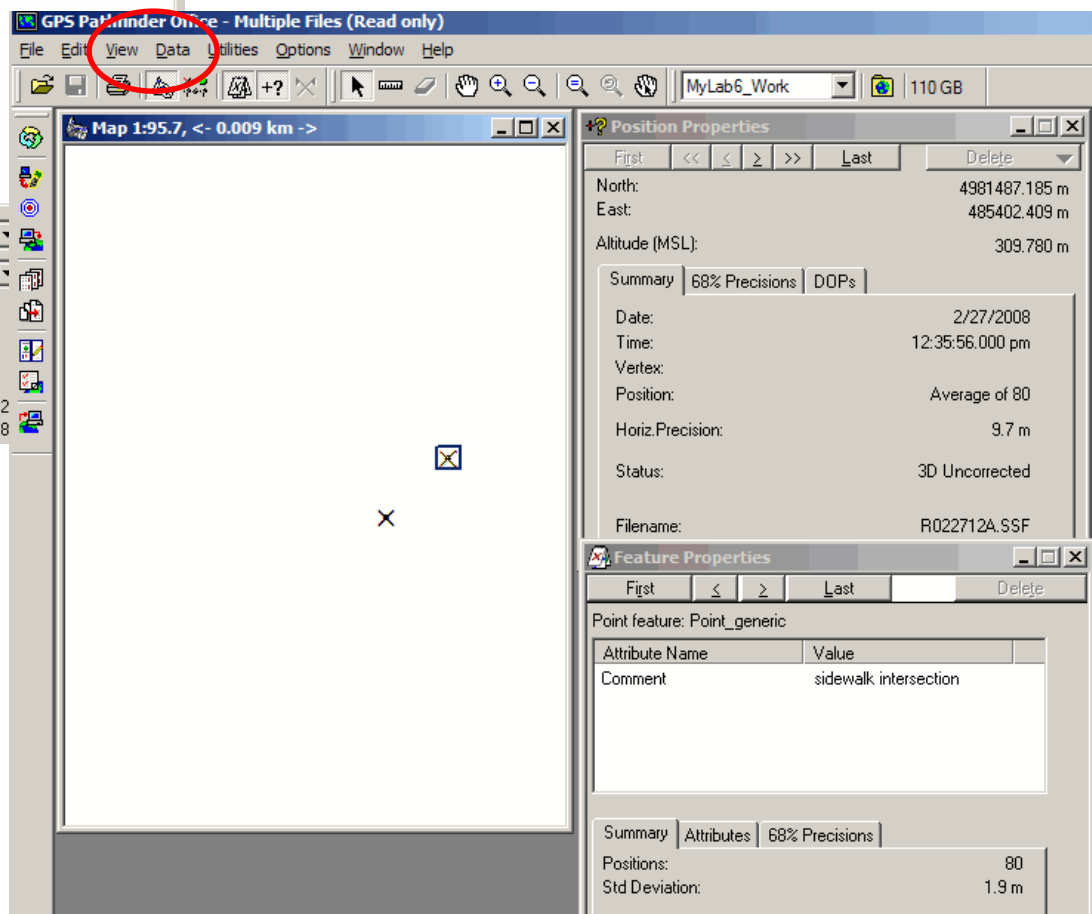 GPS Pathfinder Office - Multiple Files (Read only)
File Edit View Data Utilities Options Window Help
+? MyLab6_Work 110 GB
Map 1:95.7, <- 0.009 km ->
2
8
+? Position Properties
First << < > >> Last Delete
North: 4981487.185 m
East: 485402.409 m
Altitude (MSL): 309.780 m
Summary 68% Precisions DOPs
Date: 2/27/2008
Time: 12:35:56.000 pm
Vertex:
Position: Average of 80
Horiz.Precision: 9.7 m
Status: 3D Uncorrected
Filename: R022712A.SSF
Feature Properties
First < > Last Delete
Point feature: Point_generic
Attribute Name Value
Comment sidewalk intersection
Summary Attributes 68% Precisions
Positions: 80
Std Deviation: 1.9 m